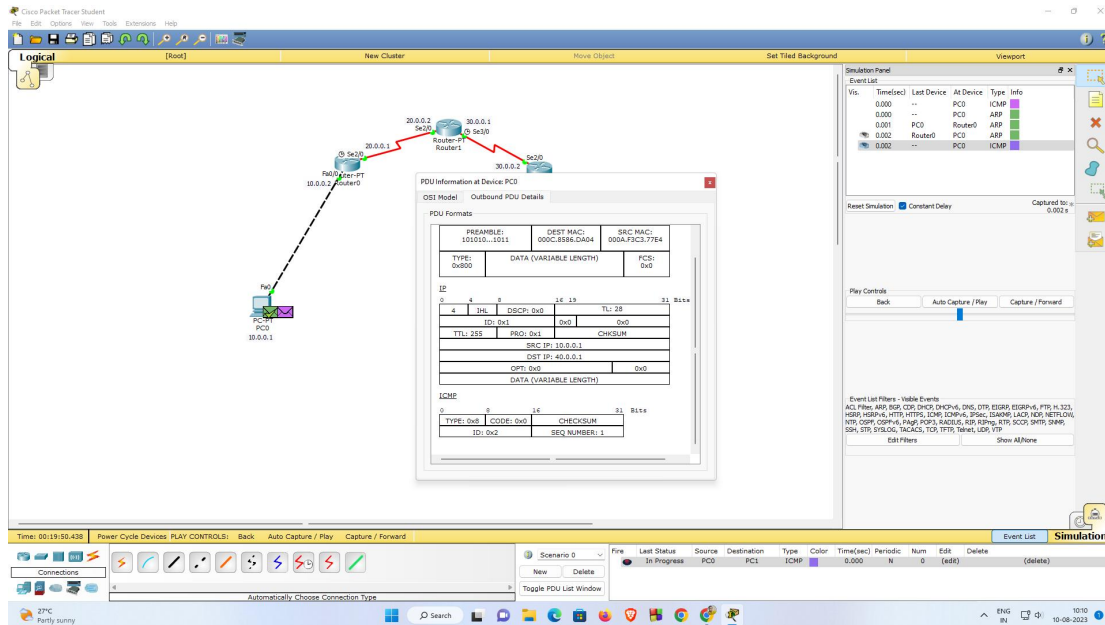 Cisco Packet Tracer Student
File Edit Options View Tools Extensions Help
Logical [Root] New Cluster Move Object Set Tiled Background Viewport
20.0.0.2 30.0.0.1
Se2/0 Se3/0
Router-PT
Router1
20.0.0.1
Se2/0
Fa0/0 uter-PT
10.0.0.2 Router0
Se2/0
30.0.0.2
Fa0
PC-PT
PC0
10.0.0.1
PDU Information at Device: PC0
OSI Model Outbound PDU Details
PDU Formats
PREAMBLE: 101010...1011 DEST MAC: 000C.8586.DA04 SRC MAC: 000A.F3C3.77E4
TYPE: 0x800 DATA (VARIABLE LENGTH) FCS: 0x0
IP
0 4 8 16 19 31 Bits
4 IHL DSCP: 0x0 TL: 28
ID: 0x1 0x0 0x0
TTL: 255 PRO: 0x1 CHKSUM
SRC IP: 10.0.0.1
DST IP: 40.0.0.1
OPT: 0x0 0x0
DATA (VARIABLE LENGTH)
ICMP
0 8 16 31 Bits
TYPE: 0x8 CODE: 0x0 CHECKSUM
ID: 0x2 SEQ NUMBER: 1
Simulation Panel
Event List
Vis. Time(sec) Last Device At Device Type Info
0.000 -- PC0 ICMP
0.000 -- PC0 ARP
0.001 PC0 Router0 ARP
0.002 Router0 PC0 ARP
0.002 -- PC0 ICMP
Reset Simulation Constant Delay Captured to:
0.002 s
Play Controls
Back Auto Capture / Play Capture / Forward
Event List Filters - Visible Events
ACL Filter, ARP, BGP, CDP, DHCP, DHCPv6, DNS, DTP, EIGRP, EIGRPv6, FTP, H.323,
HSRP, HSRPv6, HTTP, HTTPS, ICMP, ICMPv6, IPSec, ISAKMP, LACP, NDP, NETFLOW,
NTP, OSPF, OSPFv6, PAgP, POP3, RADIUS, RIP, RIPng, RTP, SCCP, SMTP, SNMP,
SSH, STP, SYSLOG, TACACS, TCP, TFTP, Telnet, UDP, VTP
Edit Filters Show All/None
Time: 00:19:50.438 Power Cycle Devices PLAY CONTROLS: Back Auto Capture / Play Capture / Forward Event List Simulation
Connections
Automatically Choose Connection Type
Scenario 0
New Delete
Toggle PDU List Window
Fire Last Status Source Destination Type Color Time(sec) Periodic Num Edit Delete
In Progress PC0 PC1 ICMP 0.000 N 0 (edit) (delete)
27°C
Partly sunny
Search
ENG
IN
10:10
10-08-2023